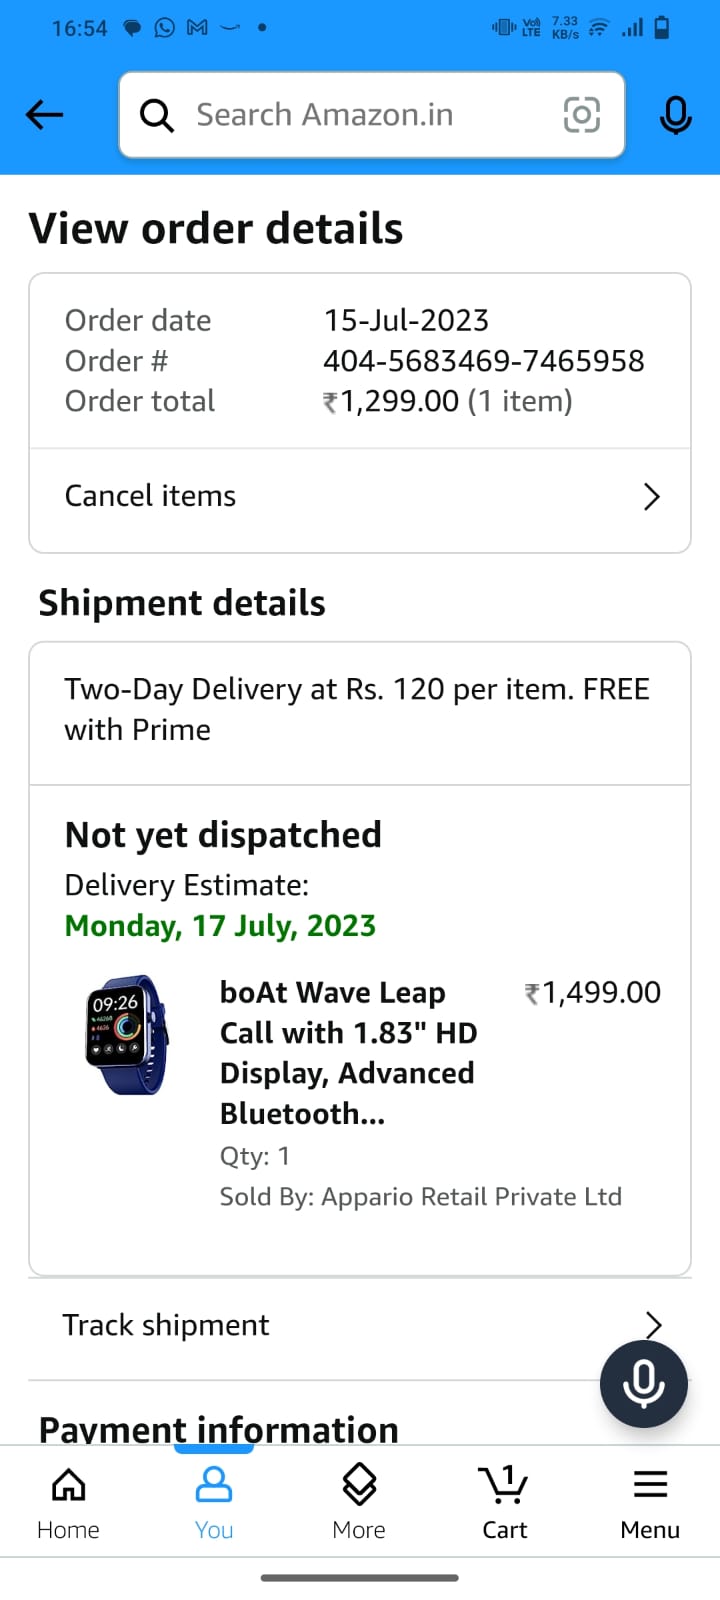 16:54
Vo)) LTE 7.33 KB/s
Search Amazon.in
View order details
Order date 15-Jul-2023
Order # 404-5683469-7465958
Order total ₹1,299.00 (1 item)
Cancel items
Shipment details
Two-Day Delivery at Rs. 120 per item. FREE
with Prime
Not yet dispatched
Delivery Estimate:
Monday, 17 July, 2023
09:26
boAt Wave Leap ₹1,499.00
Call with 1.83" HD
Display, Advanced
Bluetooth...
Qty: 1
Sold By: Appario Retail Private Ltd
Track shipment
Payment information
1
Home You More Cart Menu